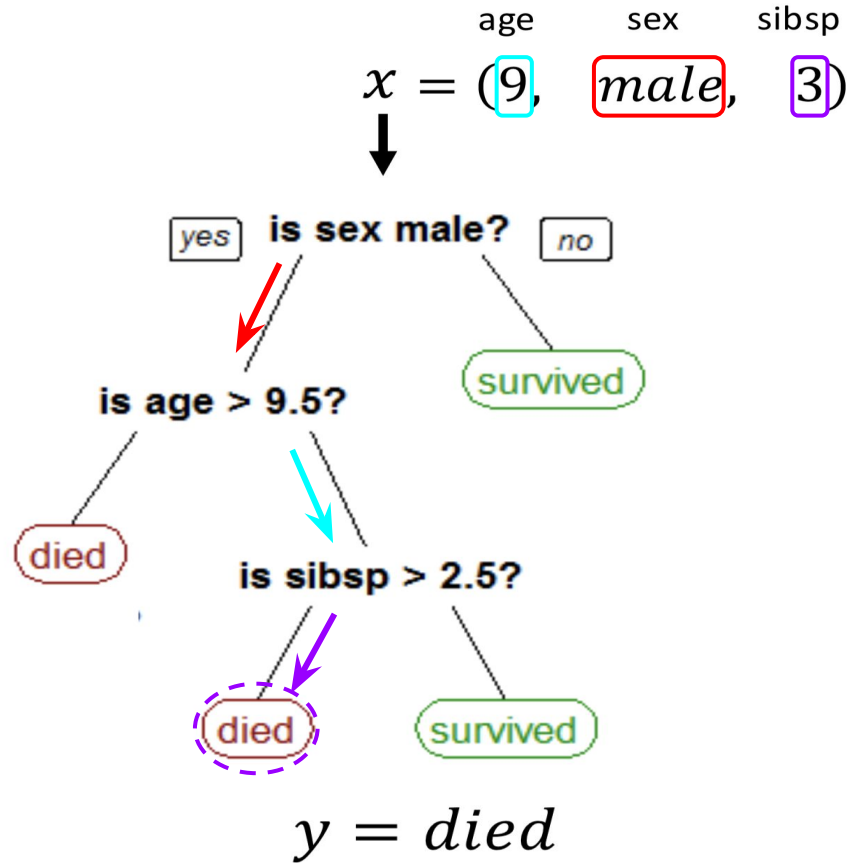 age sex sibsp
x = (9, male, 3)
yes is sex male? no
survived
is age > 9.5?
died
is sibsp > 2.5?
died survived
y = died